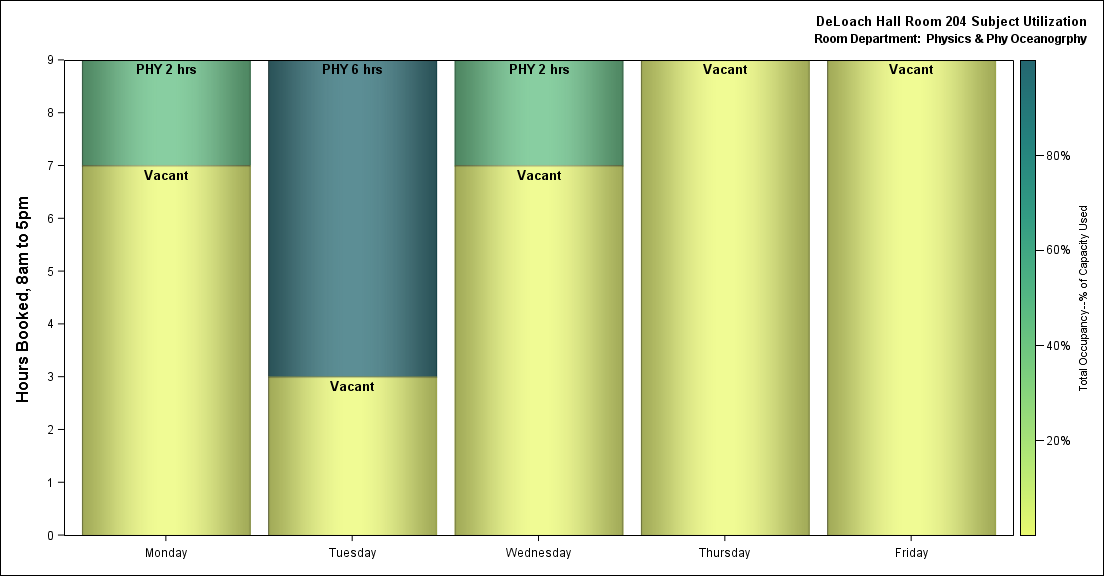 DeLoach Hall Room 204 Subject Utilization
Room Department: Physics & Phy Oceanogrphy
Hours Booked, 8am to 5pm
9
8
7
6
5
4
3
2
1
0
PHY 2 hrs
Vacant
PHY 6 hrs
Vacant
PHY 2 hrs
Vacant
Vacant
Vacant
Monday
Tuesday
Wednesday
Thursday
Friday
80%
60%
40%
20%
Total Occupancy--% of Capacity Used